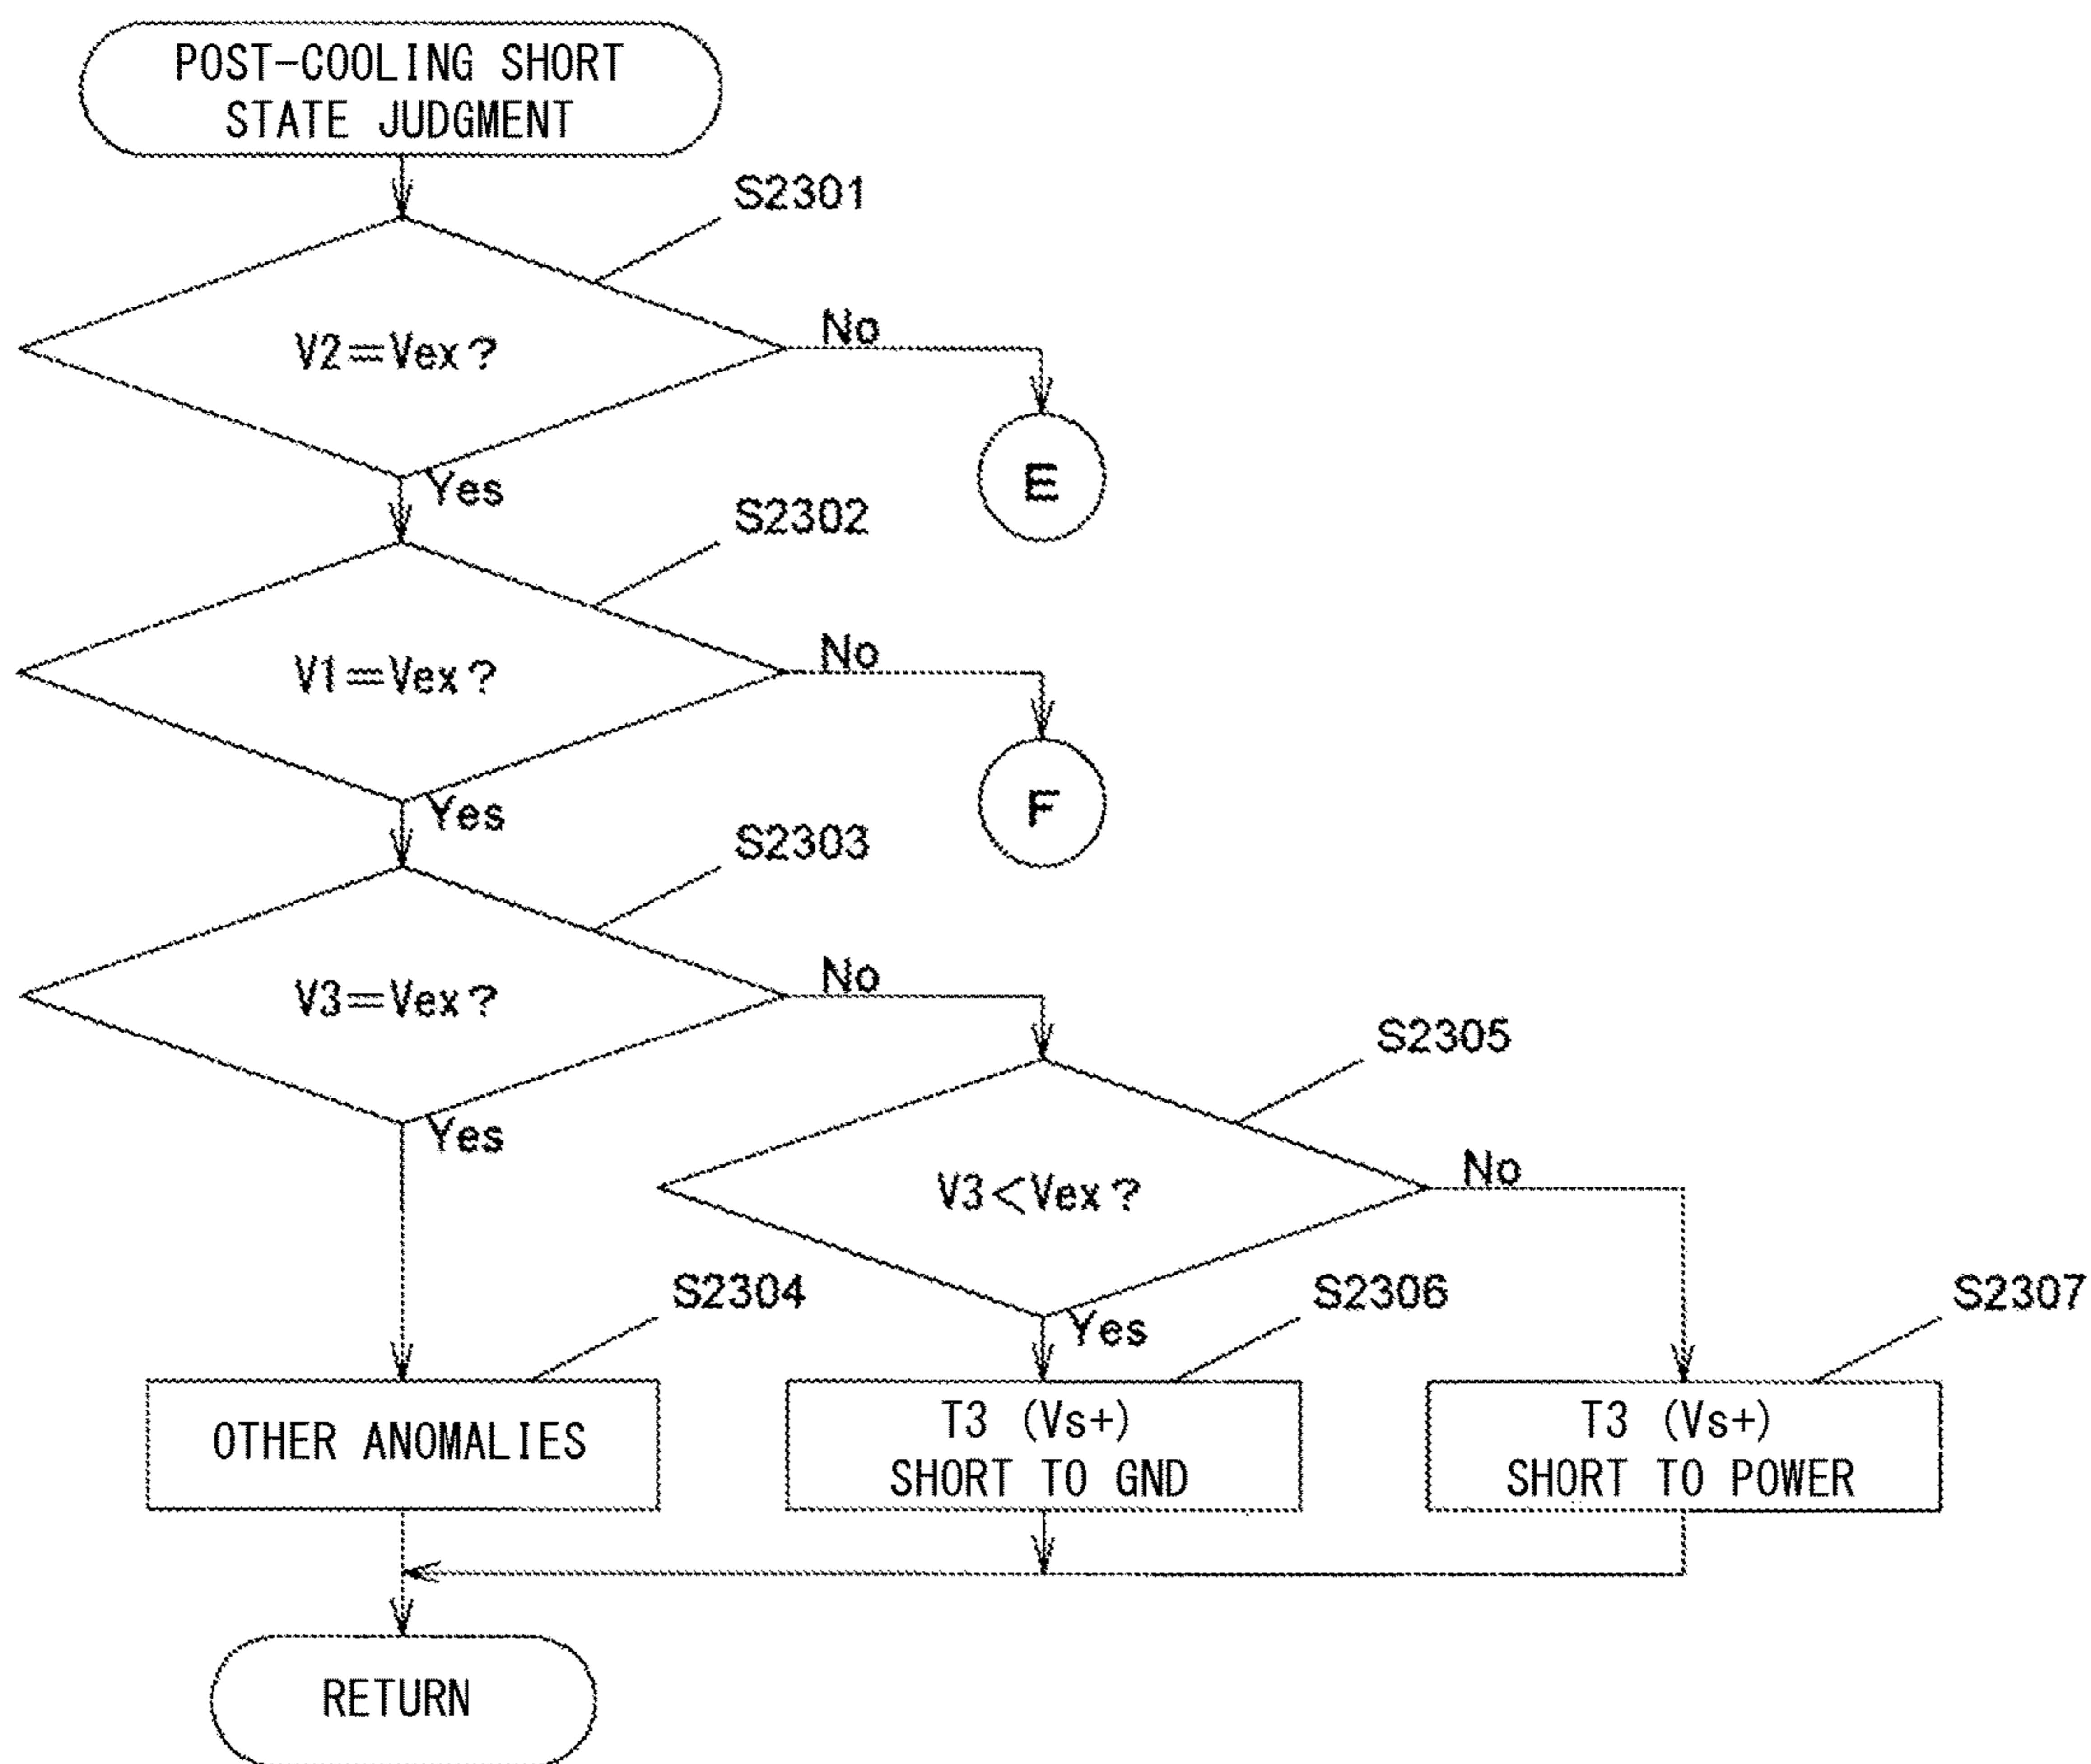 POST-COOLING SHORT
STATE JUDGMENT
S2301
V2=Vex?
No
E
Yes
S2302
V1=Vex?
No
F
Yes
S2303
V3=Vex?
No
S2305
Yes
V3<Vex?
No
S2304
S2306
S2307
Yes
OTHER ANOMALIES
T3 (Vs+)
SHORT TO GND
T3 (Vs+)
SHORT TO POWER
RETURN